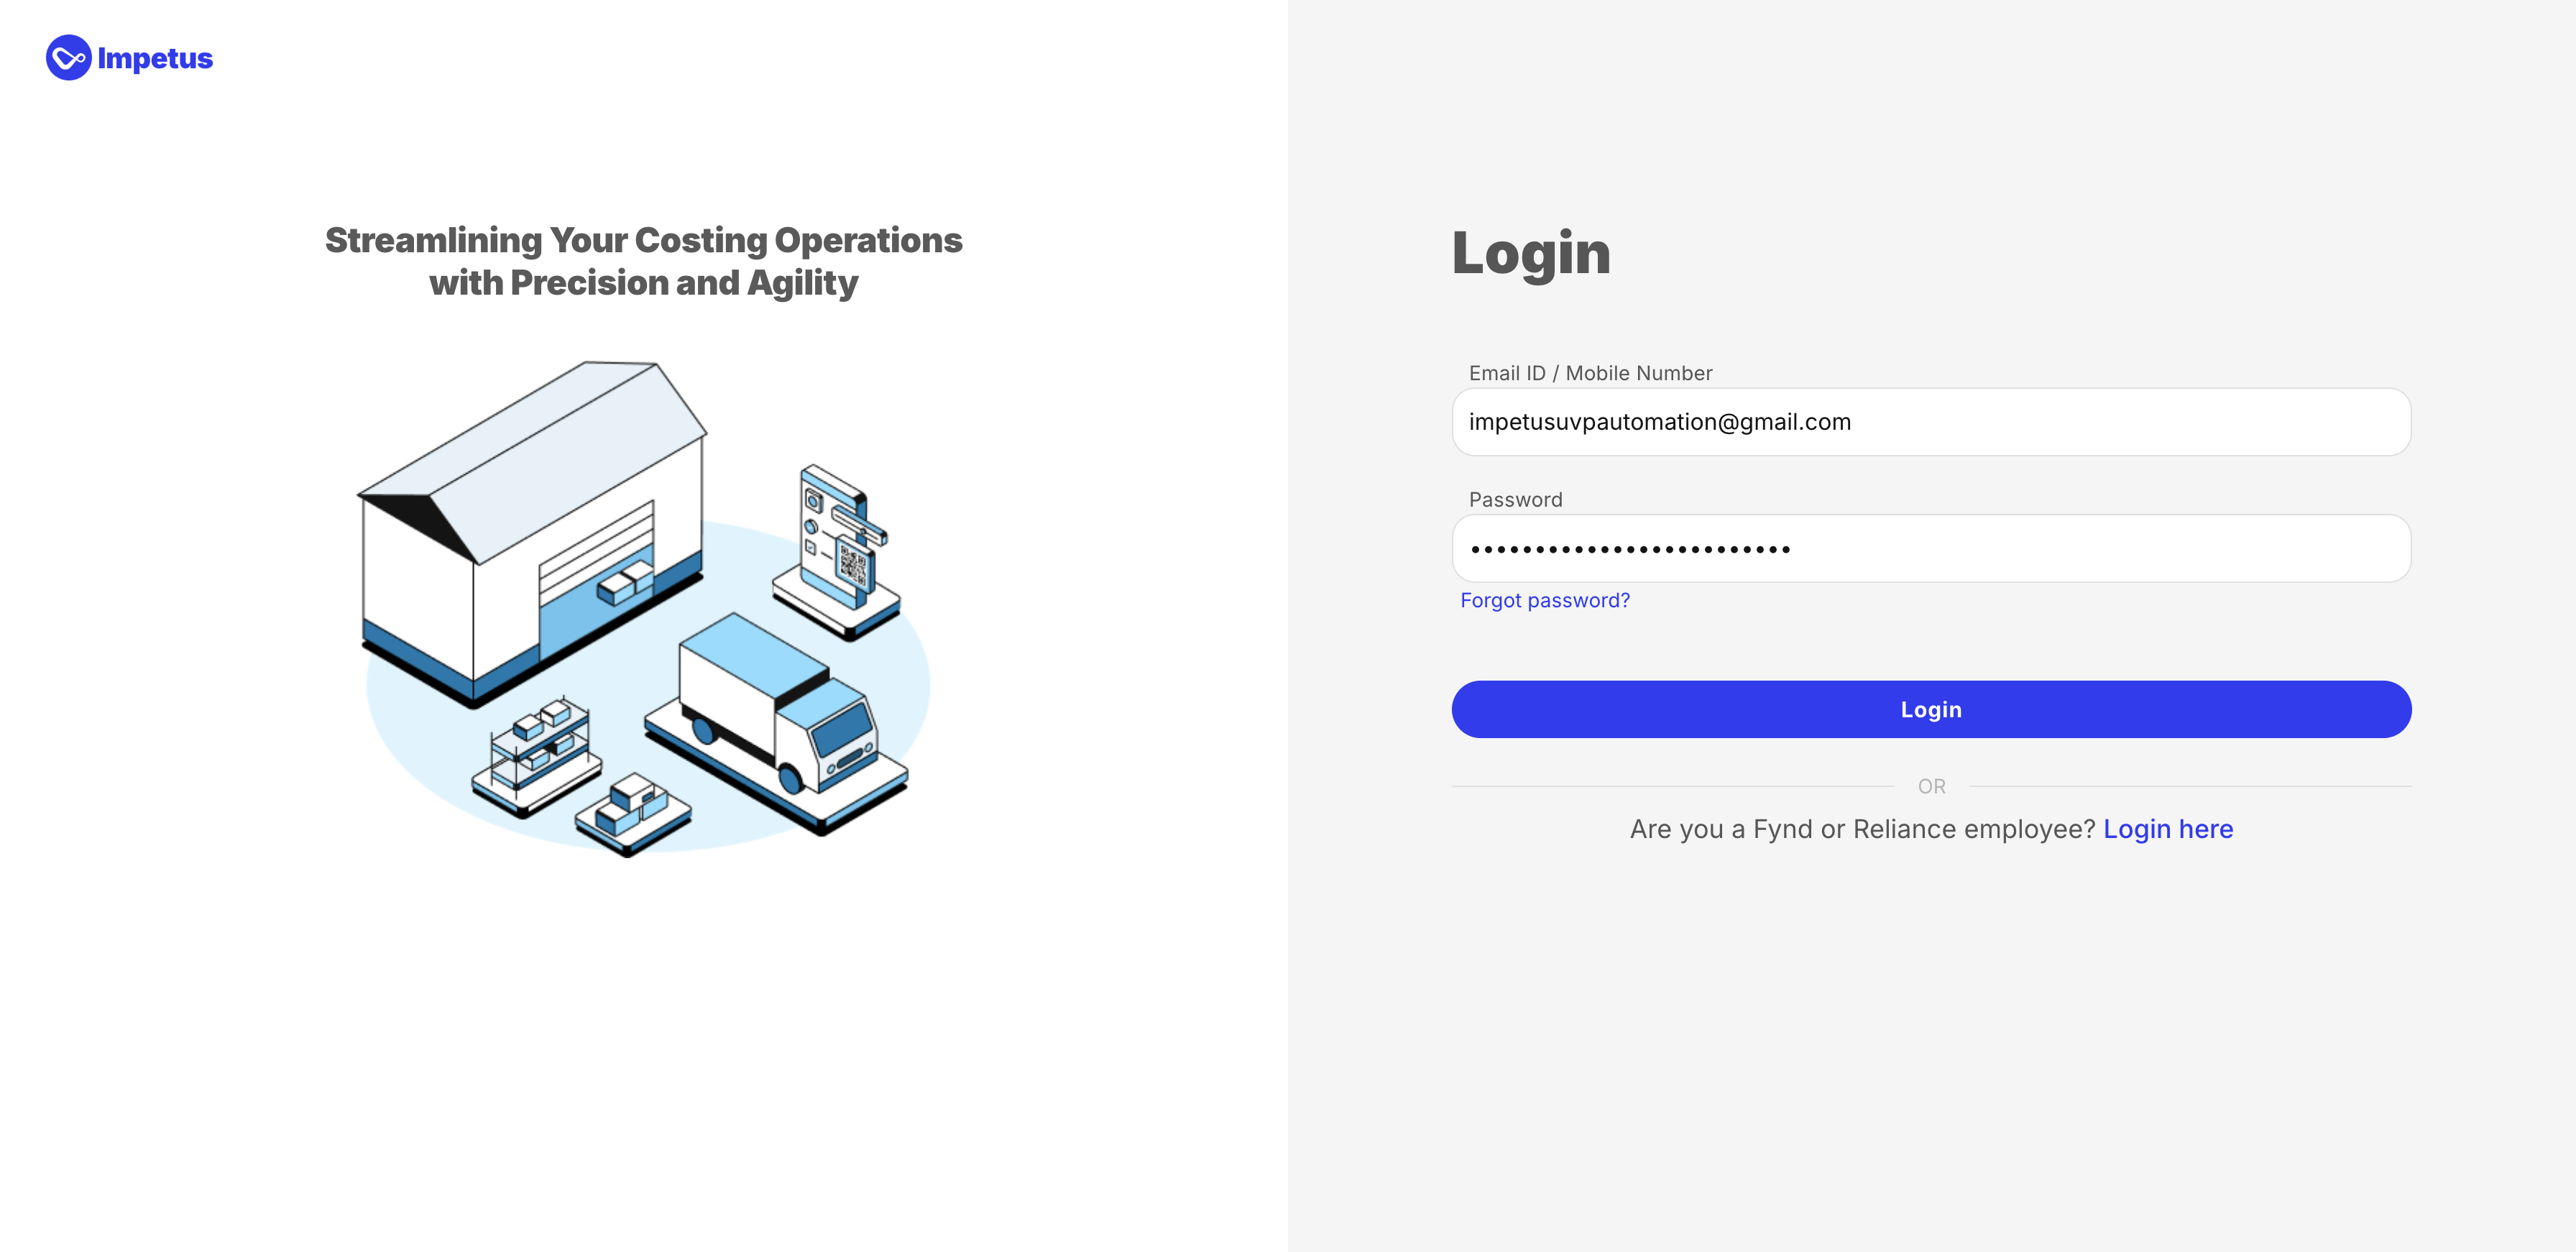 Impetus
Streamlining Your Costing Operations
with Precision and Agility
Login
Email ID / Mobile Number
impetusuvpautomation@gmail.com
Password
•••••••••••••••••••••••••
Forgot password?
Login
OR
Are you a Fynd or Reliance employee? Login here